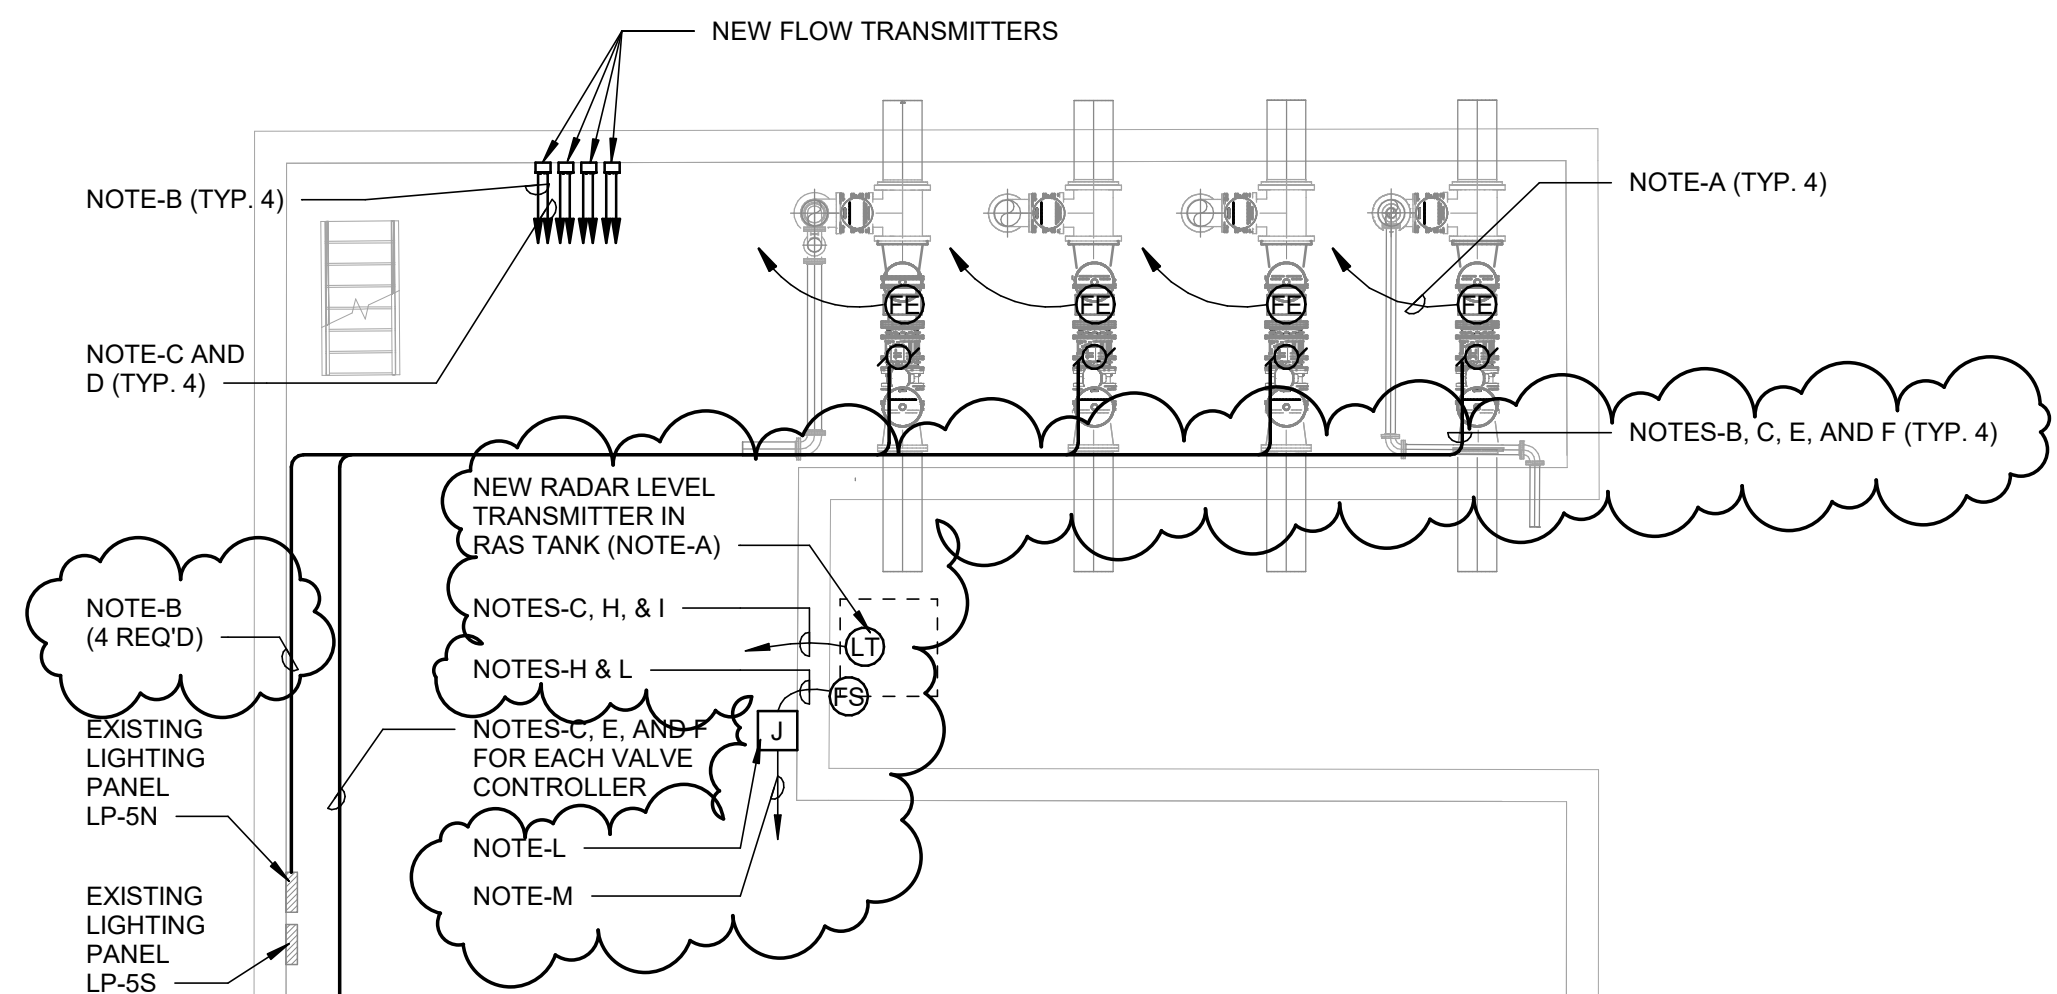 NEW FLOW TRANSMITTERS
NOTE-B (TYP. 4)
NOTE-A (TYP. 4)
FE
FE
FE
FE
NOTE-C AND
D (TYP. 4)
NOTES-B, C, E, AND F (TYP. 4)
NEW RADAR LEVEL
TRANSMITTER IN
RAS TANK (NOTE-A)
NOTE-B
(4 REQ'D)
NOTES-C, H, & I
LT
NOTES-H & L
FS
J
EXISTING
LIGHTING
PANEL
LP-5N
NOTES-C, E, AND F
FOR EACH VALVE
CONTROLLER
NOTE-L
NOTE-M
EXISTING
LIGHTING
PANEL
LP-5S